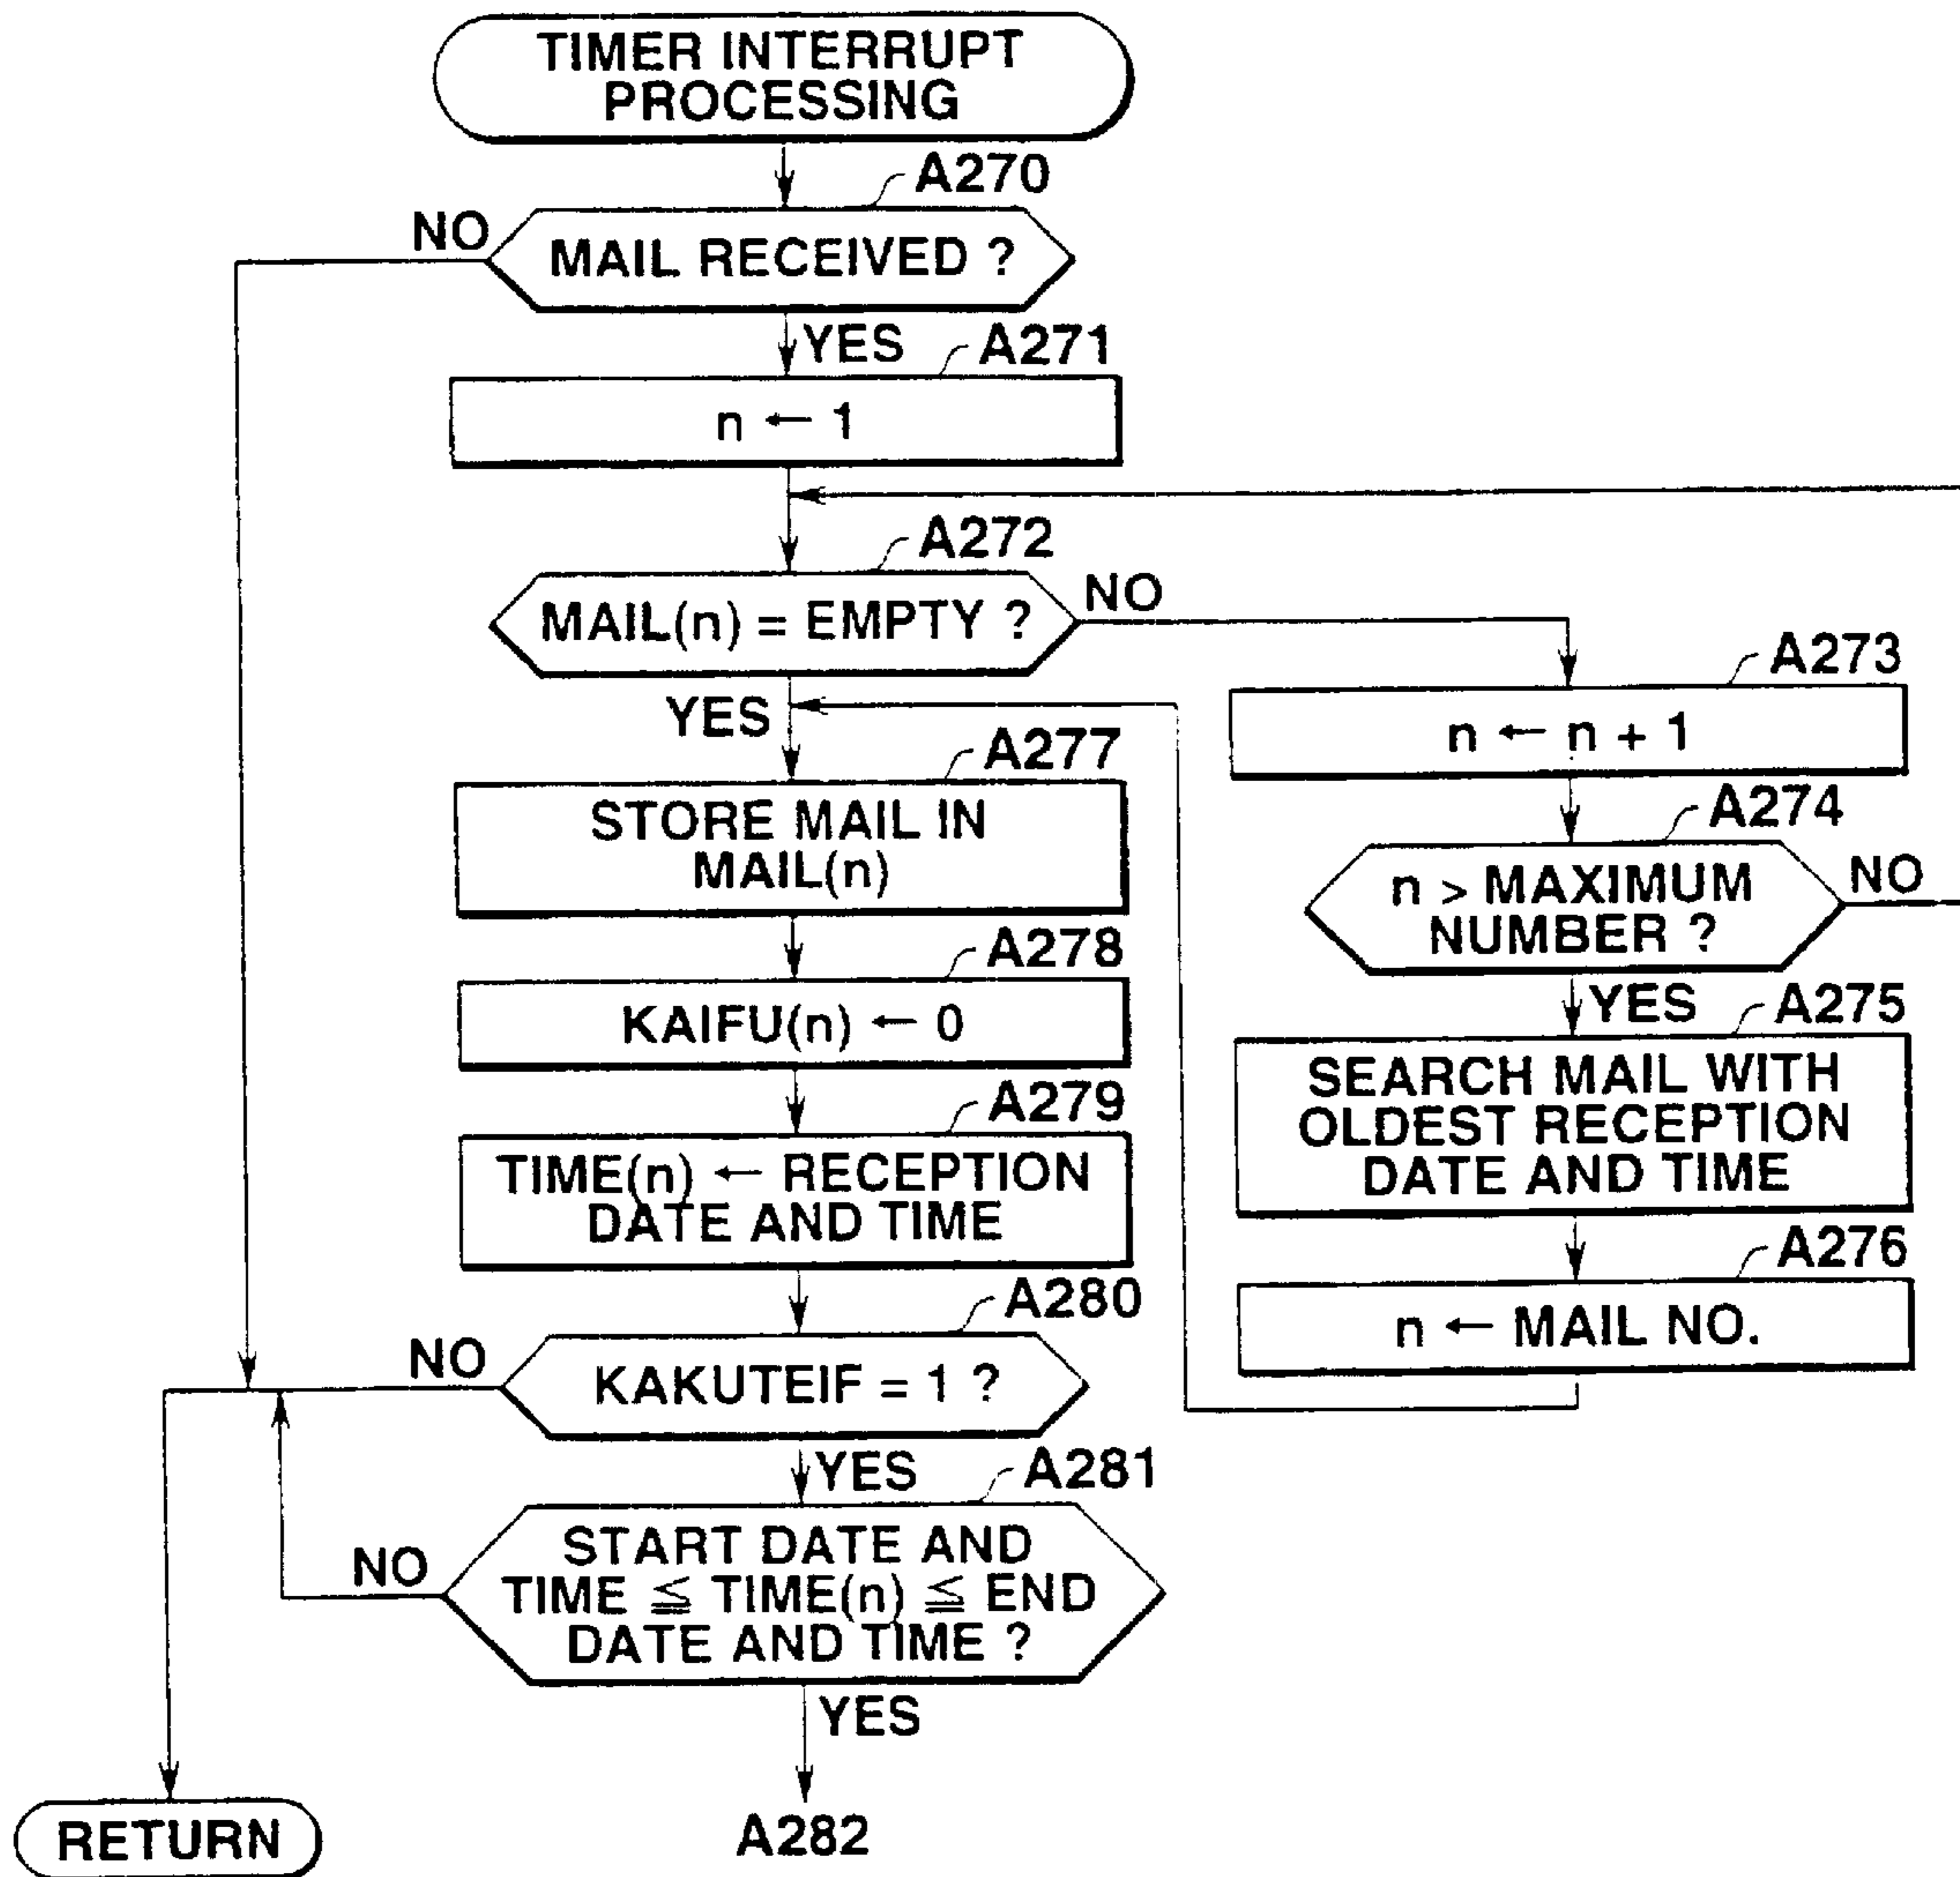 TIMER INTERRUPT
PROCESSING
A270
NO
MAIL RECEIVED ?
YES
A271
n ← 1
A272
MAIL(n) = EMPTY ?
NO
YES
A273
n ← n + 1
A274
n > MAXIMUM
NUMBER ?
NO
YES
A275
SEARCH MAIL WITH
OLDEST RECEPTION
DATE AND TIME
A276
n ← MAIL NO.
A277
STORE MAIL IN
MAIL(n)
A278
KAIFU(n) ← 0
A279
TIME(n) ← RECEPTION
DATE AND TIME
A280
NO
KAKUTEIF = 1 ?
YES
A281
NO
START DATE AND
TIME ≦ TIME(n) ≦ END
DATE AND TIME ?
YES
RETURN
A282